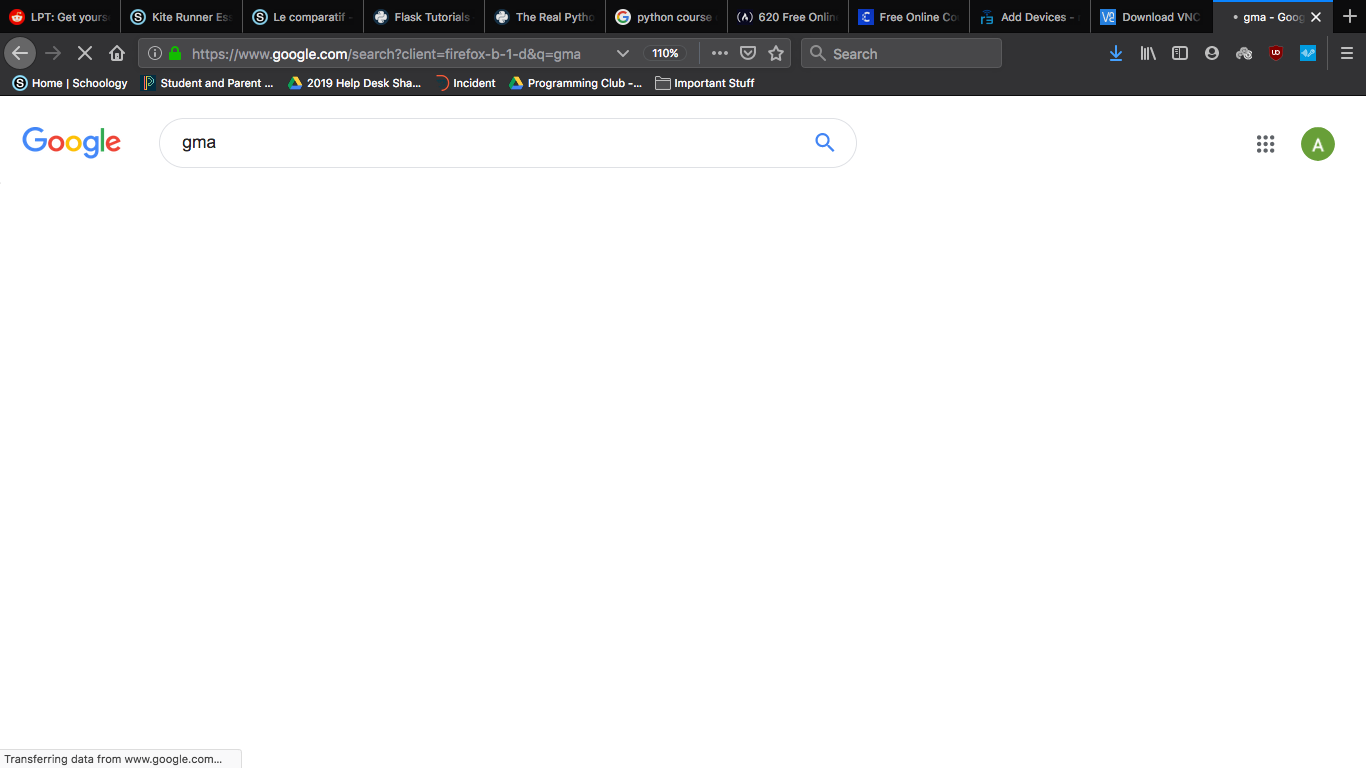 LPT: Get yours Kite Runner Ess Le comparatif - Flask Tutorials The Real Pytho python course 620 Free Onlin Free Online Co Add Devices - Download VNC gma - Goog
https://www.google.com/search?client=firefox-b-1-d&q=gma 110% Search
Home | Schoology Student and Parent ... 2019 Help Desk Sha... Incident Programming Club -... Important Stuff
Google gma A
Transferring data from www.google.com...